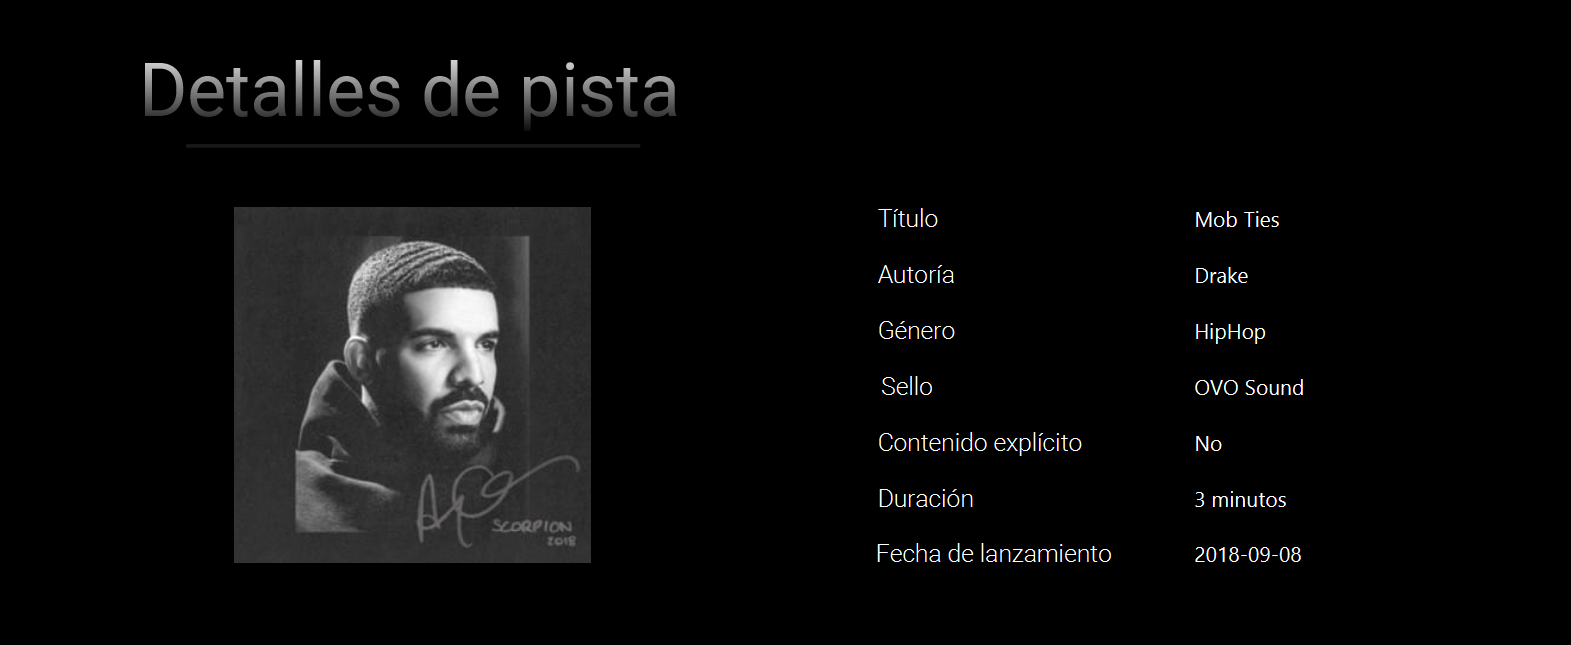 Detalles de pista
Título Mob Ties
Autoría Drake
Género HipHop
Sello OVO Sound
Contenido explícito No
Duración 3 minutos
Fecha de lanzamiento 2018-09-08
SCORPION
2018